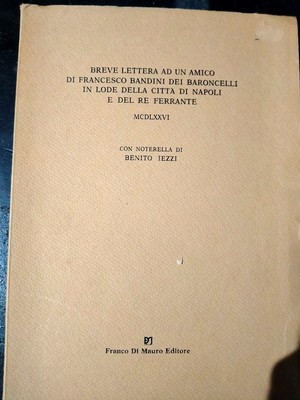 BREVE LETTERA AD UN AMICO
DI FRANCESCO BANDINI DEI BARONCELLI
IN LODE DELLA CITTÀ DI NAPOLI
E DEL RE FERRANTE
MCDLXXVI
CON NOTERELLA DI
BENITO IEZZI
Franco Di Mauro Editore